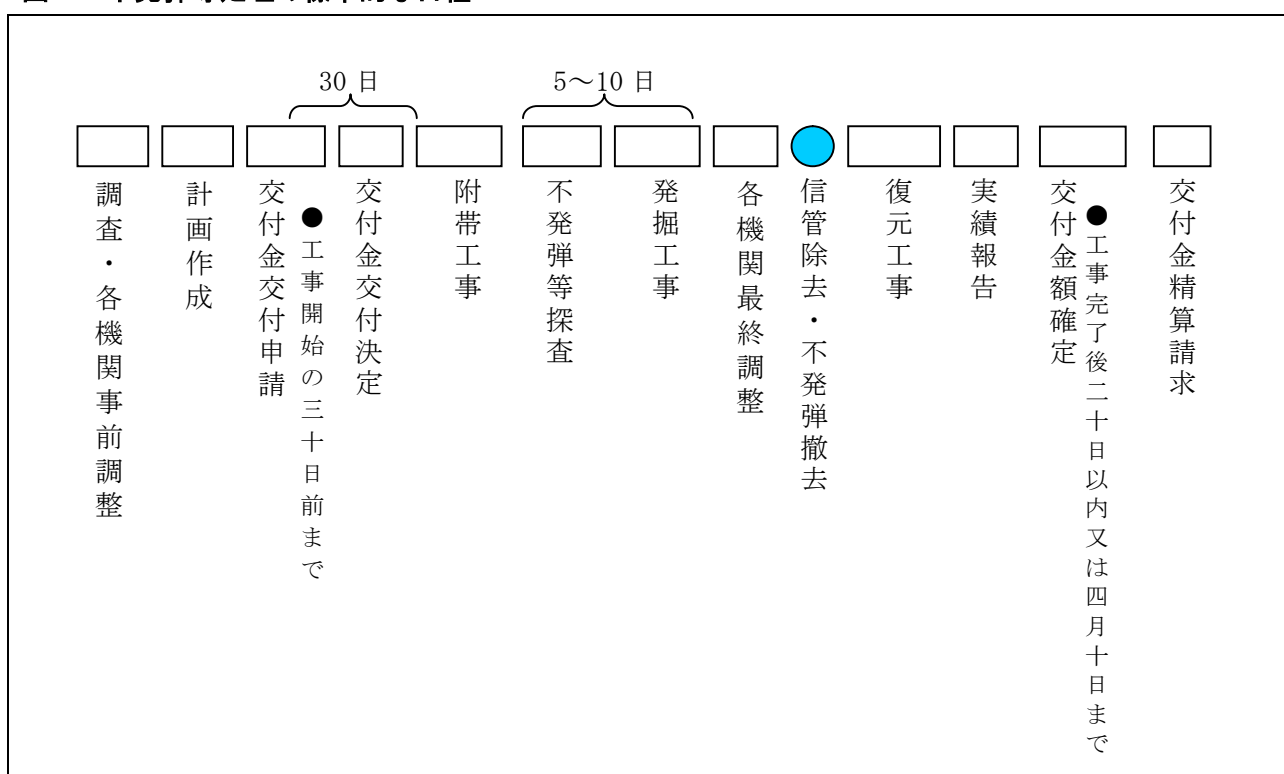 30 日
5～10 日
調査・各機関事前調整
計画作成
交付金交付申請
●工事開始の三十日前まで
交付金交付決定
附帯工事
不発弾等探査
発掘工事
各機関最終調整
信管除去・不発弾撤去
復元工事
実績報告
交付金額確定
●工事完了後二十日以内又は四月十日まで
交付金精算請求